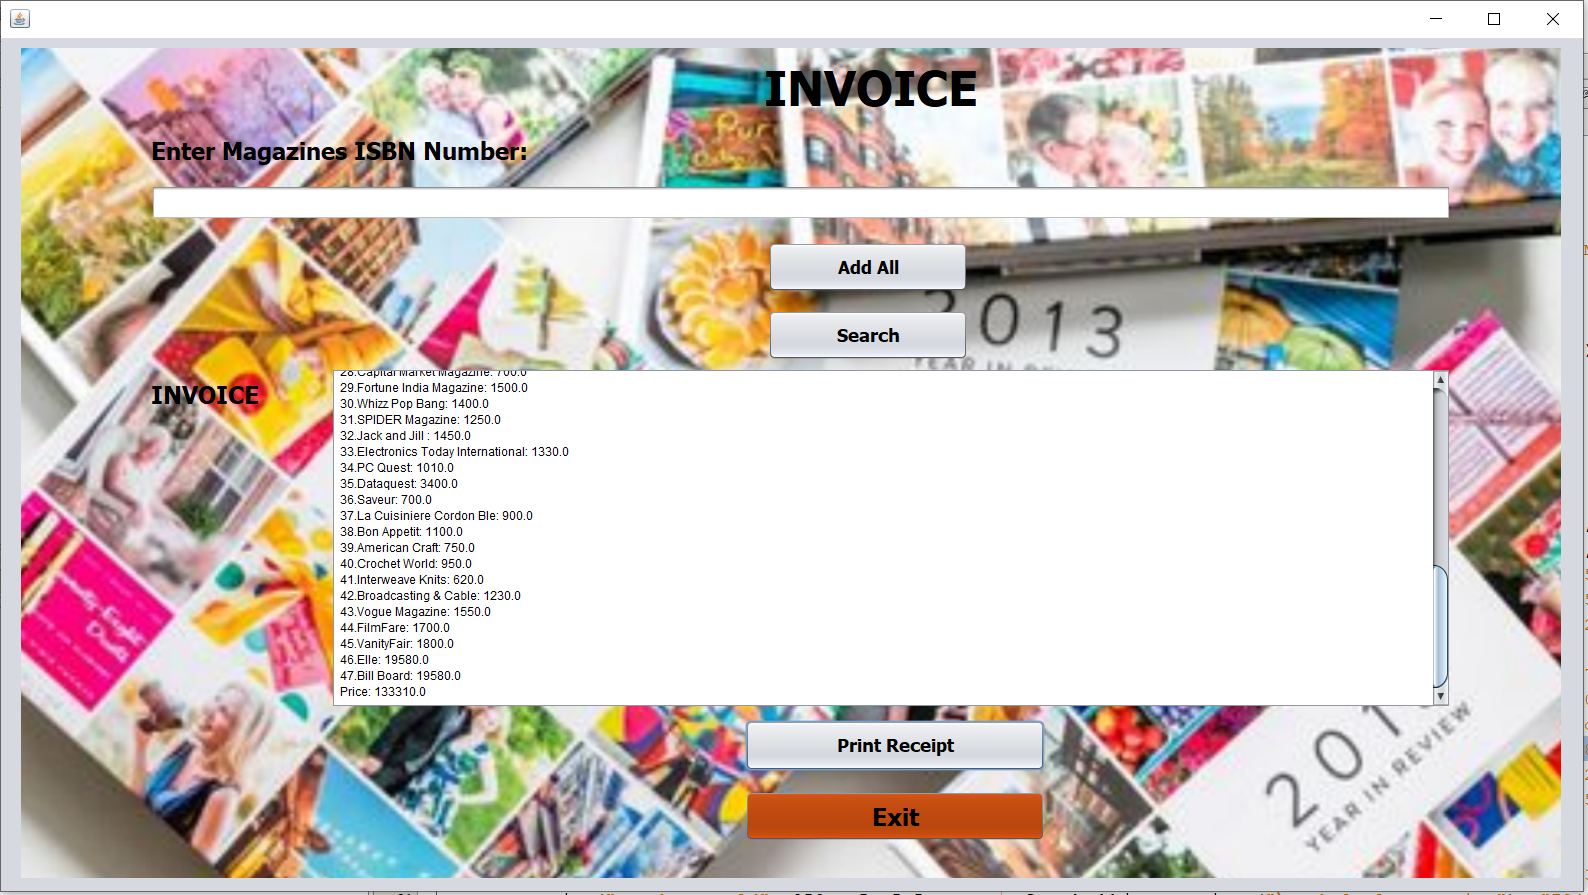 INVOICE
Enter Magazines ISBN Number:
Add All
Search
2013
YEAR IN RE
INVOICE
28.Capital Market Magazine: 700.0
29.Fortune India Magazine: 1500.0
30.Whizz Pop Bang: 1400.0
31.SPIDER Magazine: 1250.0
32.Jack and Jill : 1450.0
33.Electronics Today International: 1330.0
34.PC Quest: 1010.0
35.Dataquest: 3400.0
36.Saveur: 700.0
37.La Cuisiniere Cordon Ble: 900.0
38.Bon Appetit: 1100.0
39.American Craft: 750.0
40.Crochet World: 950.0
41.Interweave Knits: 620.0
42.Broadcasting & Cable: 1230.0
43.Vogue Magazine: 1550.0
44.FilmFare: 1700.0
45.VanityFair: 1800.0
46.Elle: 19580.0
47.Bill Board: 19580.0
Price: 133310.0
Print Receipt
Exit
201
YEAR IN REVIEW